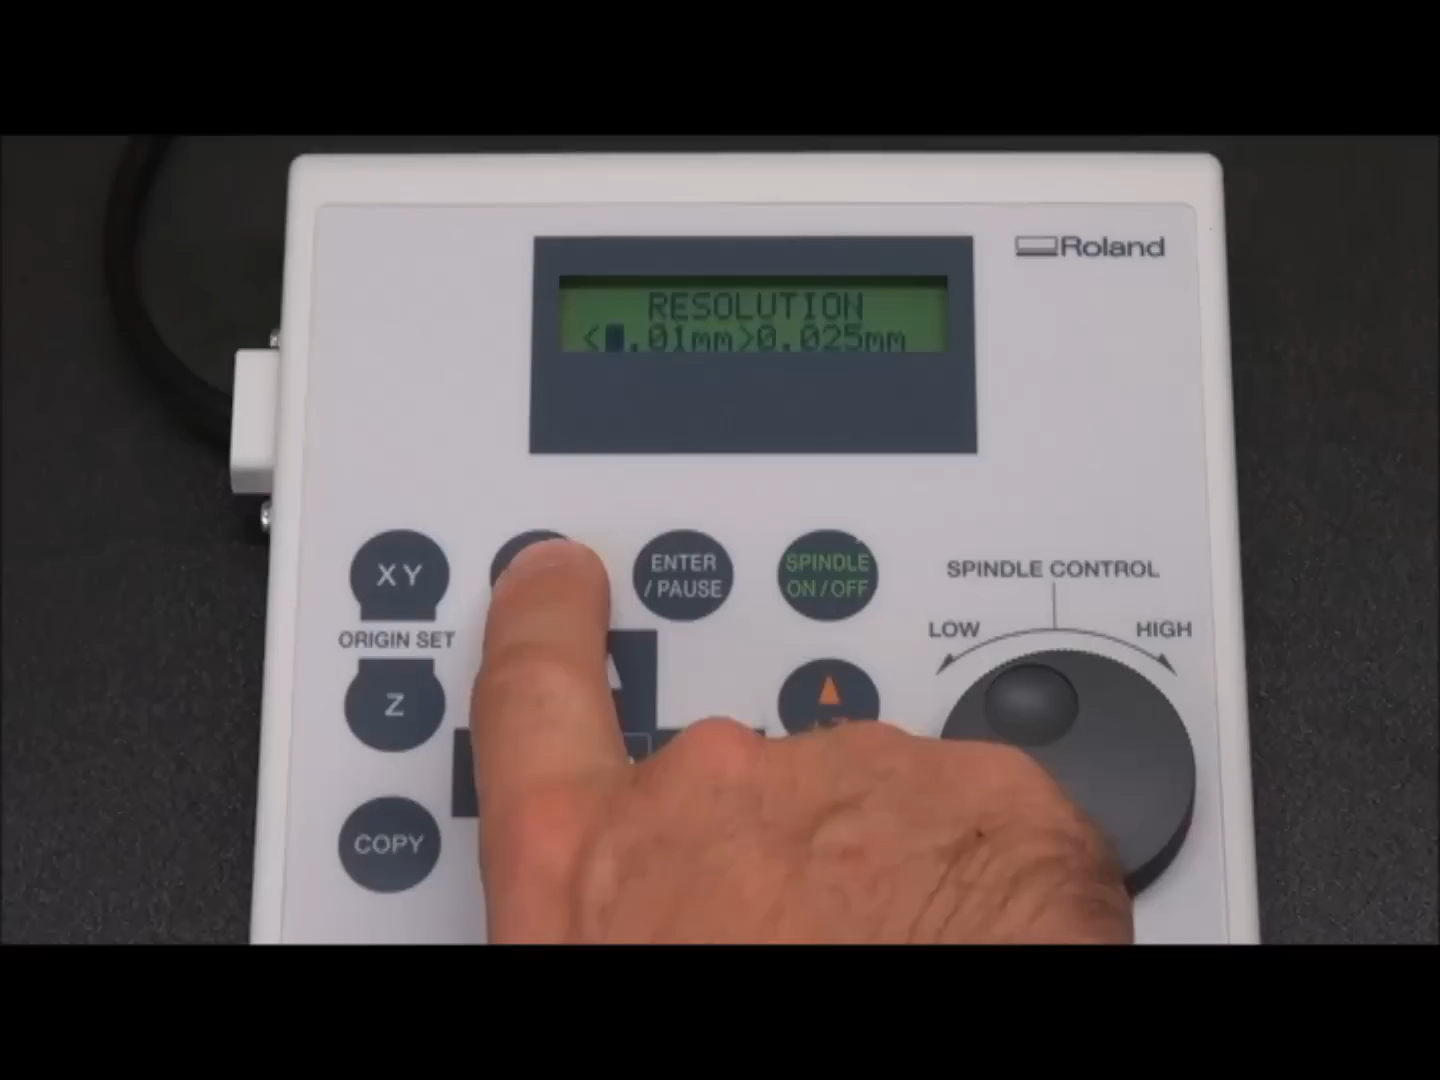 Roland
RESOLUTION
< .01mm>0.025mm
XY
ENTER
/ PAUSE
SPINDLE
ON / OFF
SPINDLE CONTROL
LOW
HIGH
ORIGIN SET
Z
COPY